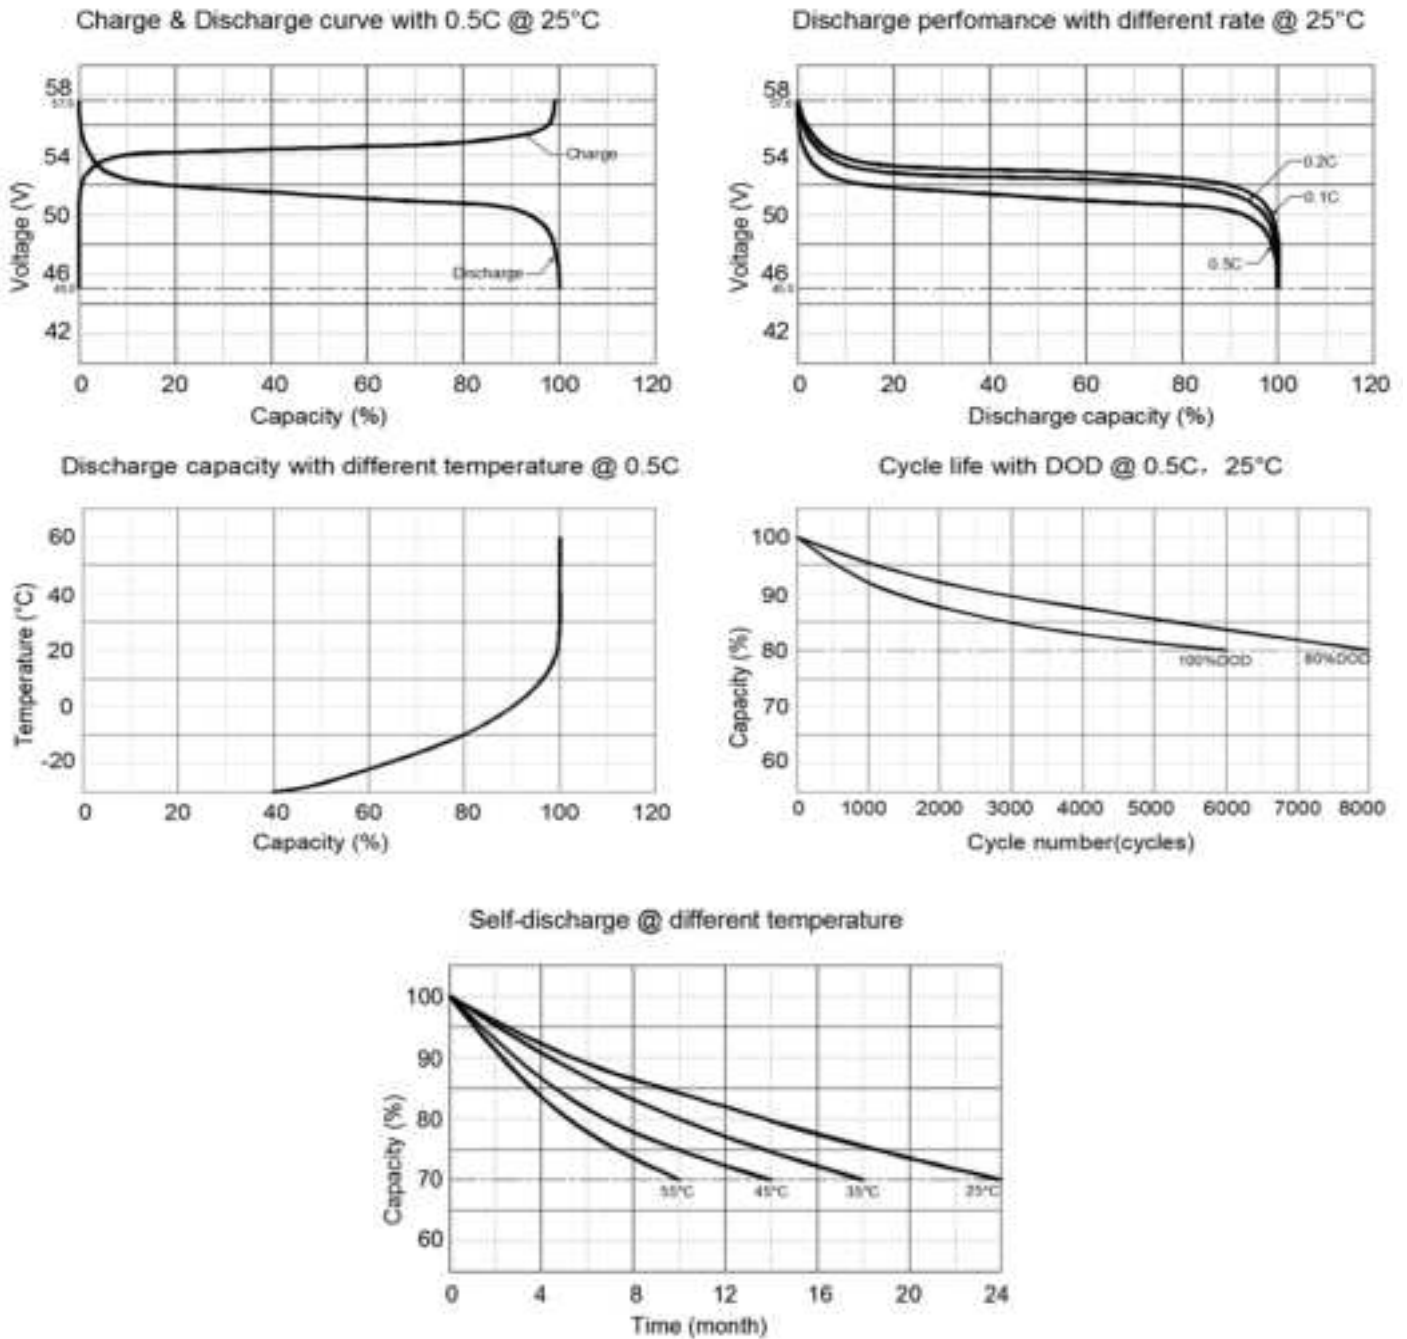 Charge & Discharge curve with 0.5C @ 25°C
58
54
50
46
42
Voltage (V)
Charge
Discharge
0 20 40 60 80 100 120
Capacity (%)
Discharge perfomance with different rate @ 25°C
58
54
50
46
42
Voltage (V)
0.2C
0.1C
0.5C
0 20 40 60 80 100 120
Discharge capacity (%)
Discharge capacity with different temperature @ 0.5C
60
40
20
0
-20
Temperature (°C)
0 20 40 60 80 100 120
Capacity (%)
Cycle life with DOD @ 0.5C, 25°C
100
90
80
70
60
Capacity (%)
100%DOD
80%DOD
0 1000 2000 3000 4000 5000 6000 7000 8000
Cycle number(cycles)
Self-discharge @ different temperature
100
90
80
70
60
Capacity (%)
55°C
45°C
35°C
25°C
0 4 8 12 16 20 24
Time (month)